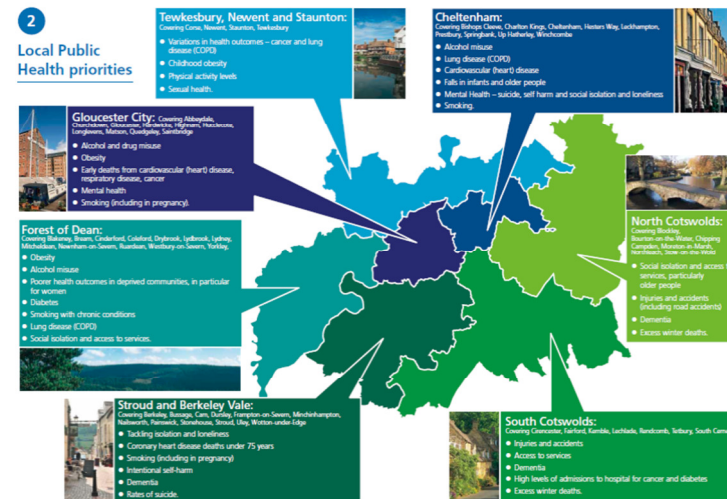 2
Local Public
Health priorities
Tewkesbury, Newent and Staunton:
Covering Corse, Newent, Staunton, Tewkesbury
• Variations in health outcomes – cancer and lung
disease (COPD)
• Childhood obesity
• Physical activity levels
• Sexual health.
Cheltenham:
Covering Bishops Cleeve, Charlton Kings, Cheltenham, Hesters Way, Leckhampton,
Prestbury, Springbank, Up Hatherley, Winchcombe
• Alcohol misuse
• Lung disease (COPD)
• Cardiovascular (heart) disease
• Falls in infants and older people
• Mental Health – suicide, self harm and social isolation and loneliness
• Smoking.
Gloucester City: Covering Abbeydale,
Churchdown, Gloucester, Hardwicke, Highnam, Hucclecote,
Longlevens, Matson, Quedgeley, Saintbridge
• Alcohol and drug misuse
• Obesity
• Early deaths from cardiovascular (heart) disease,
respiratory disease, cancer
• Mental health
• Smoking (including in pregnancy).
Forest of Dean:
Covering Blakeney, Bream, Cinderford, Coleford, Drybrook, Lydbrook, Lydney,
Mitcheldean, Newnham-on-Severn, Ruardean, Westbury-on-Severn, Yorkley,
• Obesity
• Alcohol misuse
• Poorer health outcomes in deprived communities, in particular
for women
• Diabetes
• Smoking with chronic conditions
• Lung disease (COPD)
• Social isolation and access to services.
North Cotswolds:
Covering Blockley,
Bourton-on-the-Water, Chipping
Campden, Moreton-in-Marsh,
Northleach, Stow-on-the-Wold
• Social isolation and access to
services, particularly
older people
• Injuries and accidents
(including road accidents)
• Dementia
• Excess winter deaths.
Stroud and Berkeley Vale:
Covering Berkeley, Bussage, Cam, Dursley, Frampton-on-Severn, Minchinhampton,
Nailsworth, Painswick, Stonehouse, Stroud, Uley, Wotton-under-Edge
• Tackling isolation and loneliness
• Coronary heart disease deaths under 75 years
• Smoking (including in pregnancy)
• Intentional self-harm
• Dementia
• Rates of suicide.
South Cotswolds:
Covering Cirencester, Fairford, Kemble, Lechlade, Rendcomb, Tetbury, South Cerne
• Injuries and accidents
• Access to services
• Dementia
• High levels of admissions to hospital for cancer and diabetes
• Excess winter deaths.